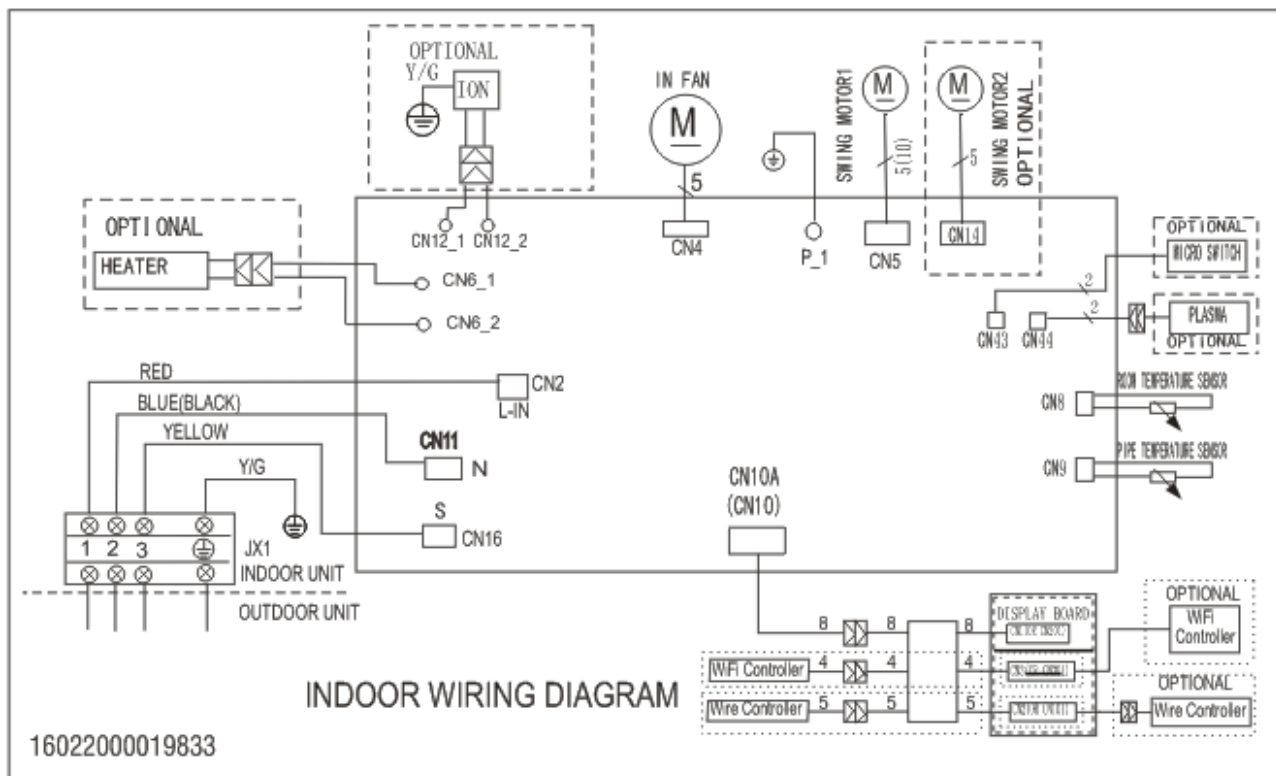 OPTIONAL
Y/G
ION
IN FAN
M
SWING MOTOR1
M
5(10)
M
5
SWING MOTOR2
OPTIONAL
5
OPTIONAL
HEATER
CN12_1
CN12_2
CN4
P_1
CN5
CN14
OPTIONAL
MICRO SWITCH
2
CN6_1
CN6_2
2
PLASMA
OPTIONAL
CN43
CN44
RED
CN2
L-IN
ROOM TEMPERATURE SENSOR
CN8
BLUE(BLACK)
YELLOW
CN11
N
PIPE TEMPERATURE SENSOR
CN9
Y/G
CN10A
(CN10)
S
CN16
1 2 3
JX1
INDOOR UNIT
OUTDOOR UNIT
OPTIONAL
WiFi
Controller
8
8
8
DISPLAY BOARD
WiFi Controller
4
4
4
OPTIONAL
Wire Controller
5
5
5
Wire Controller
INDOOR WIRING DIAGRAM
16022000019833